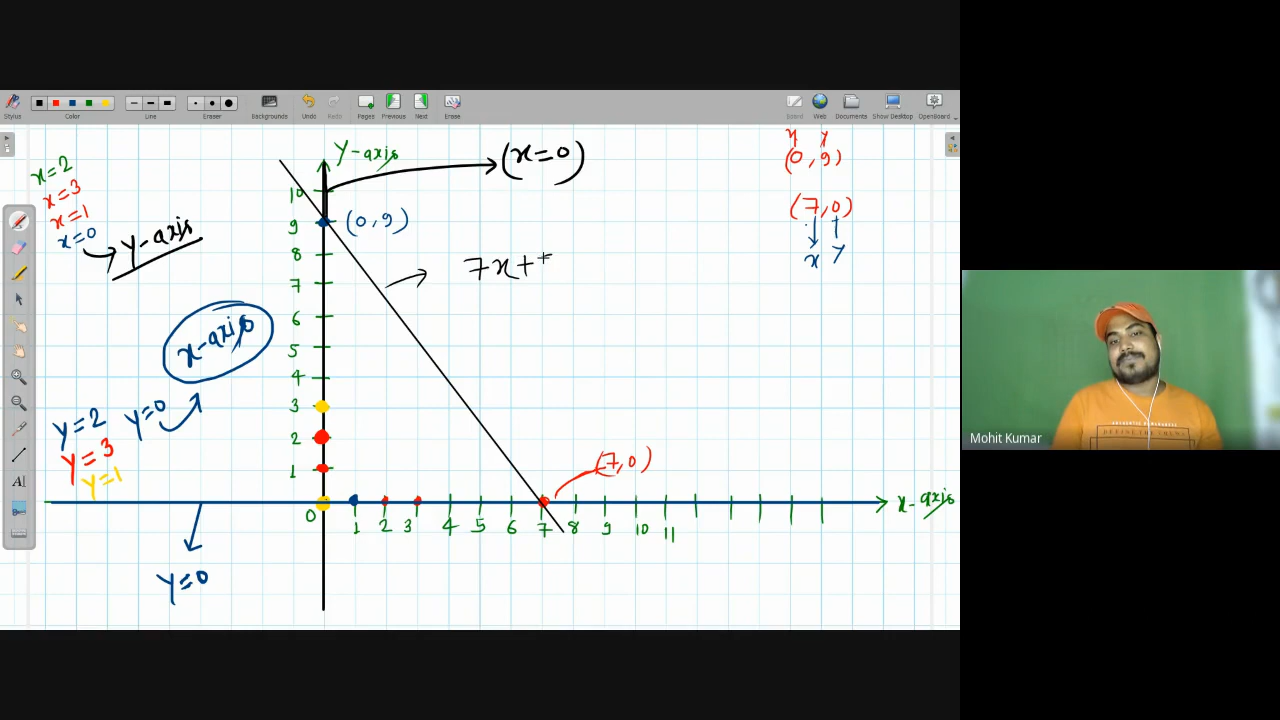 Stylus
Color
Line
Eraser
Backgrounds
Undo
Redo
Pages
Previous
Next
Erase
Board
Web
Documents
Show Desktop
OpenBoard
x=2
x=3
x=1
x=0
y-axis
y-axis
(x=0)
x y
(0,9)
(7,0)
x y
10
9
(0,9)
8
7x+
7
6
x-axis
5
4
3
y=2
y=0
2
y=3
(7,0)
1
y=1
x-axis
0
1 2 3 4 5 6 7 8 9 10 11
y=0
Mohit Kumar